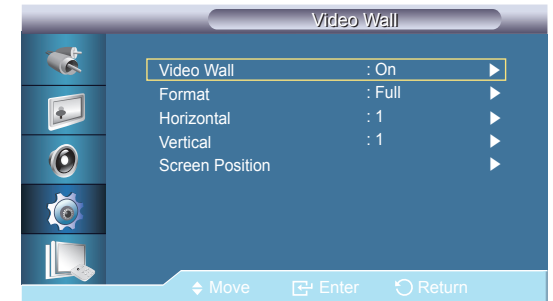 Video Wall
Video Wall : On
Format : Full
Horizontal : 1
Vertical : 1
Screen Position
Move Enter Return